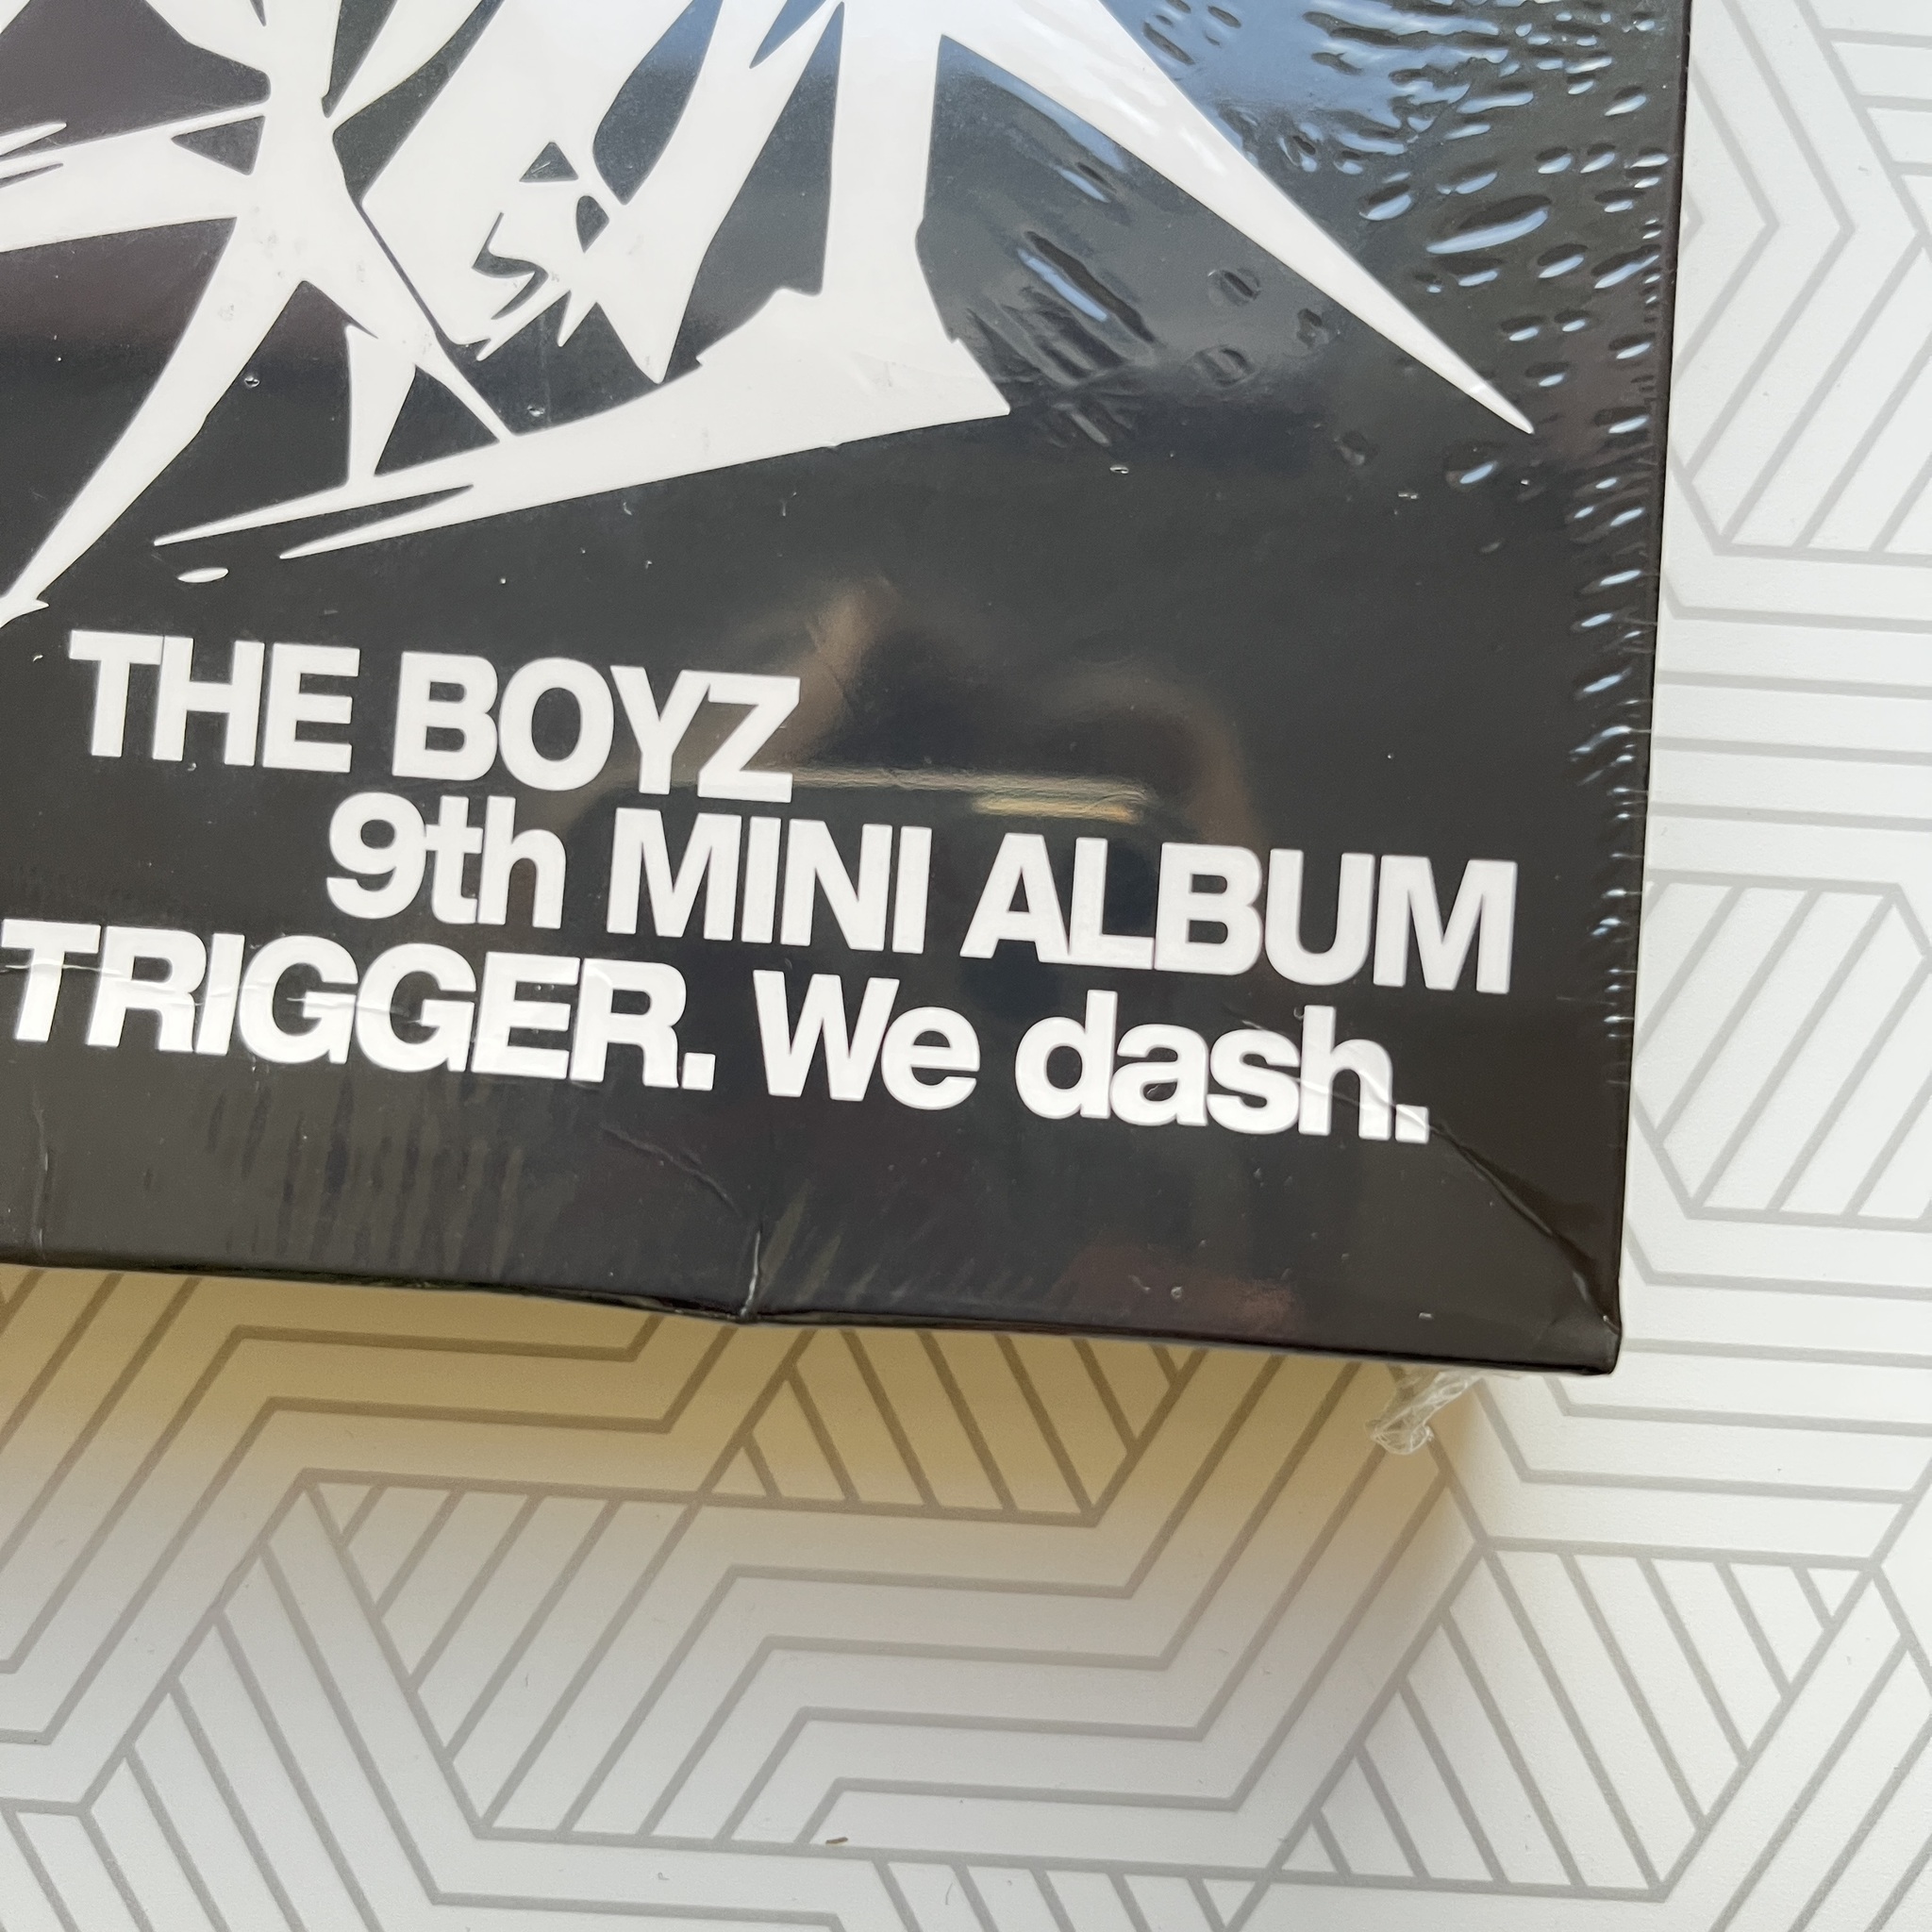 THE BOYZ
9th MINI ALBUM
TRIGGER. We dash.